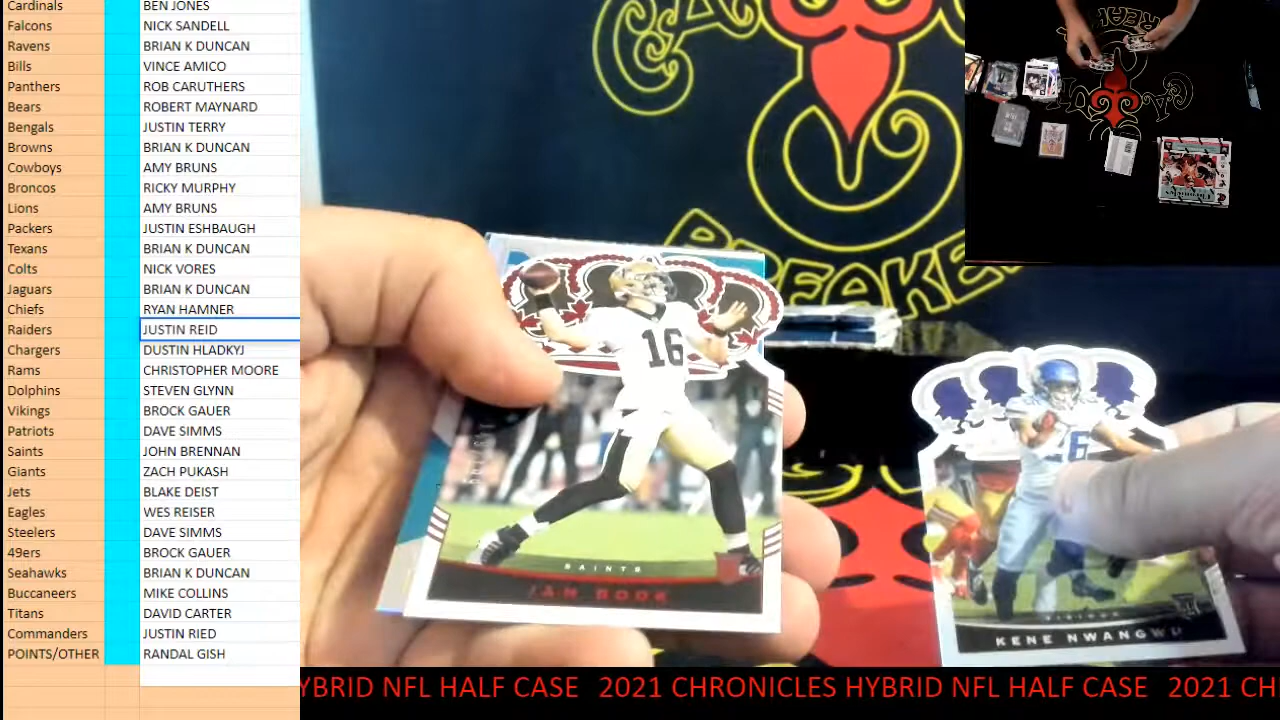 Cardinals BEN JONES
Falcons NICK SANDELL
Ravens BRIAN K DUNCAN
Bills VINCE AMICO
Panthers ROB CARUTHERS
Bears ROBERT MAYNARD
Bengals JUSTIN TERRY
Browns BRIAN K DUNCAN
Cowboys AMY BRUNS
Broncos RICKY MURPHY
Lions AMY BRUNS
Packers JUSTIN ESHBAUGH
Texans BRIAN K DUNCAN
Colts NICK VORES
Jaguars BRIAN K DUNCAN
Chiefs RYAN HAMNER
Raiders JUSTIN REID
Chargers DUSTIN HLADKYJ
Rams CHRISTOPHER MOORE
Dolphins STEVEN GLYNN
Vikings BROCK GAUER
Patriots DAVE SIMMS
Saints JOHN BRENNAN
Giants ZACH PUKASH
Jets BLAKE DEIST
Eagles WES REISER
Steelers DAVE SIMMS
49ers BROCK GAUER
Seahawks BRIAN K DUNCAN
Buccaneers MIKE COLLINS
Titans DAVID CARTER
Commanders JUSTIN RIED
POINTS/OTHER RANDAL GISH
BREAKE
16
SAINTS
IAN BOOK
26
VIKINGS
KENE NWANGWU
YBRID NFL HALF CASE 2021 CHRONICLES HYBRID NFL HALF CASE 2021 CH